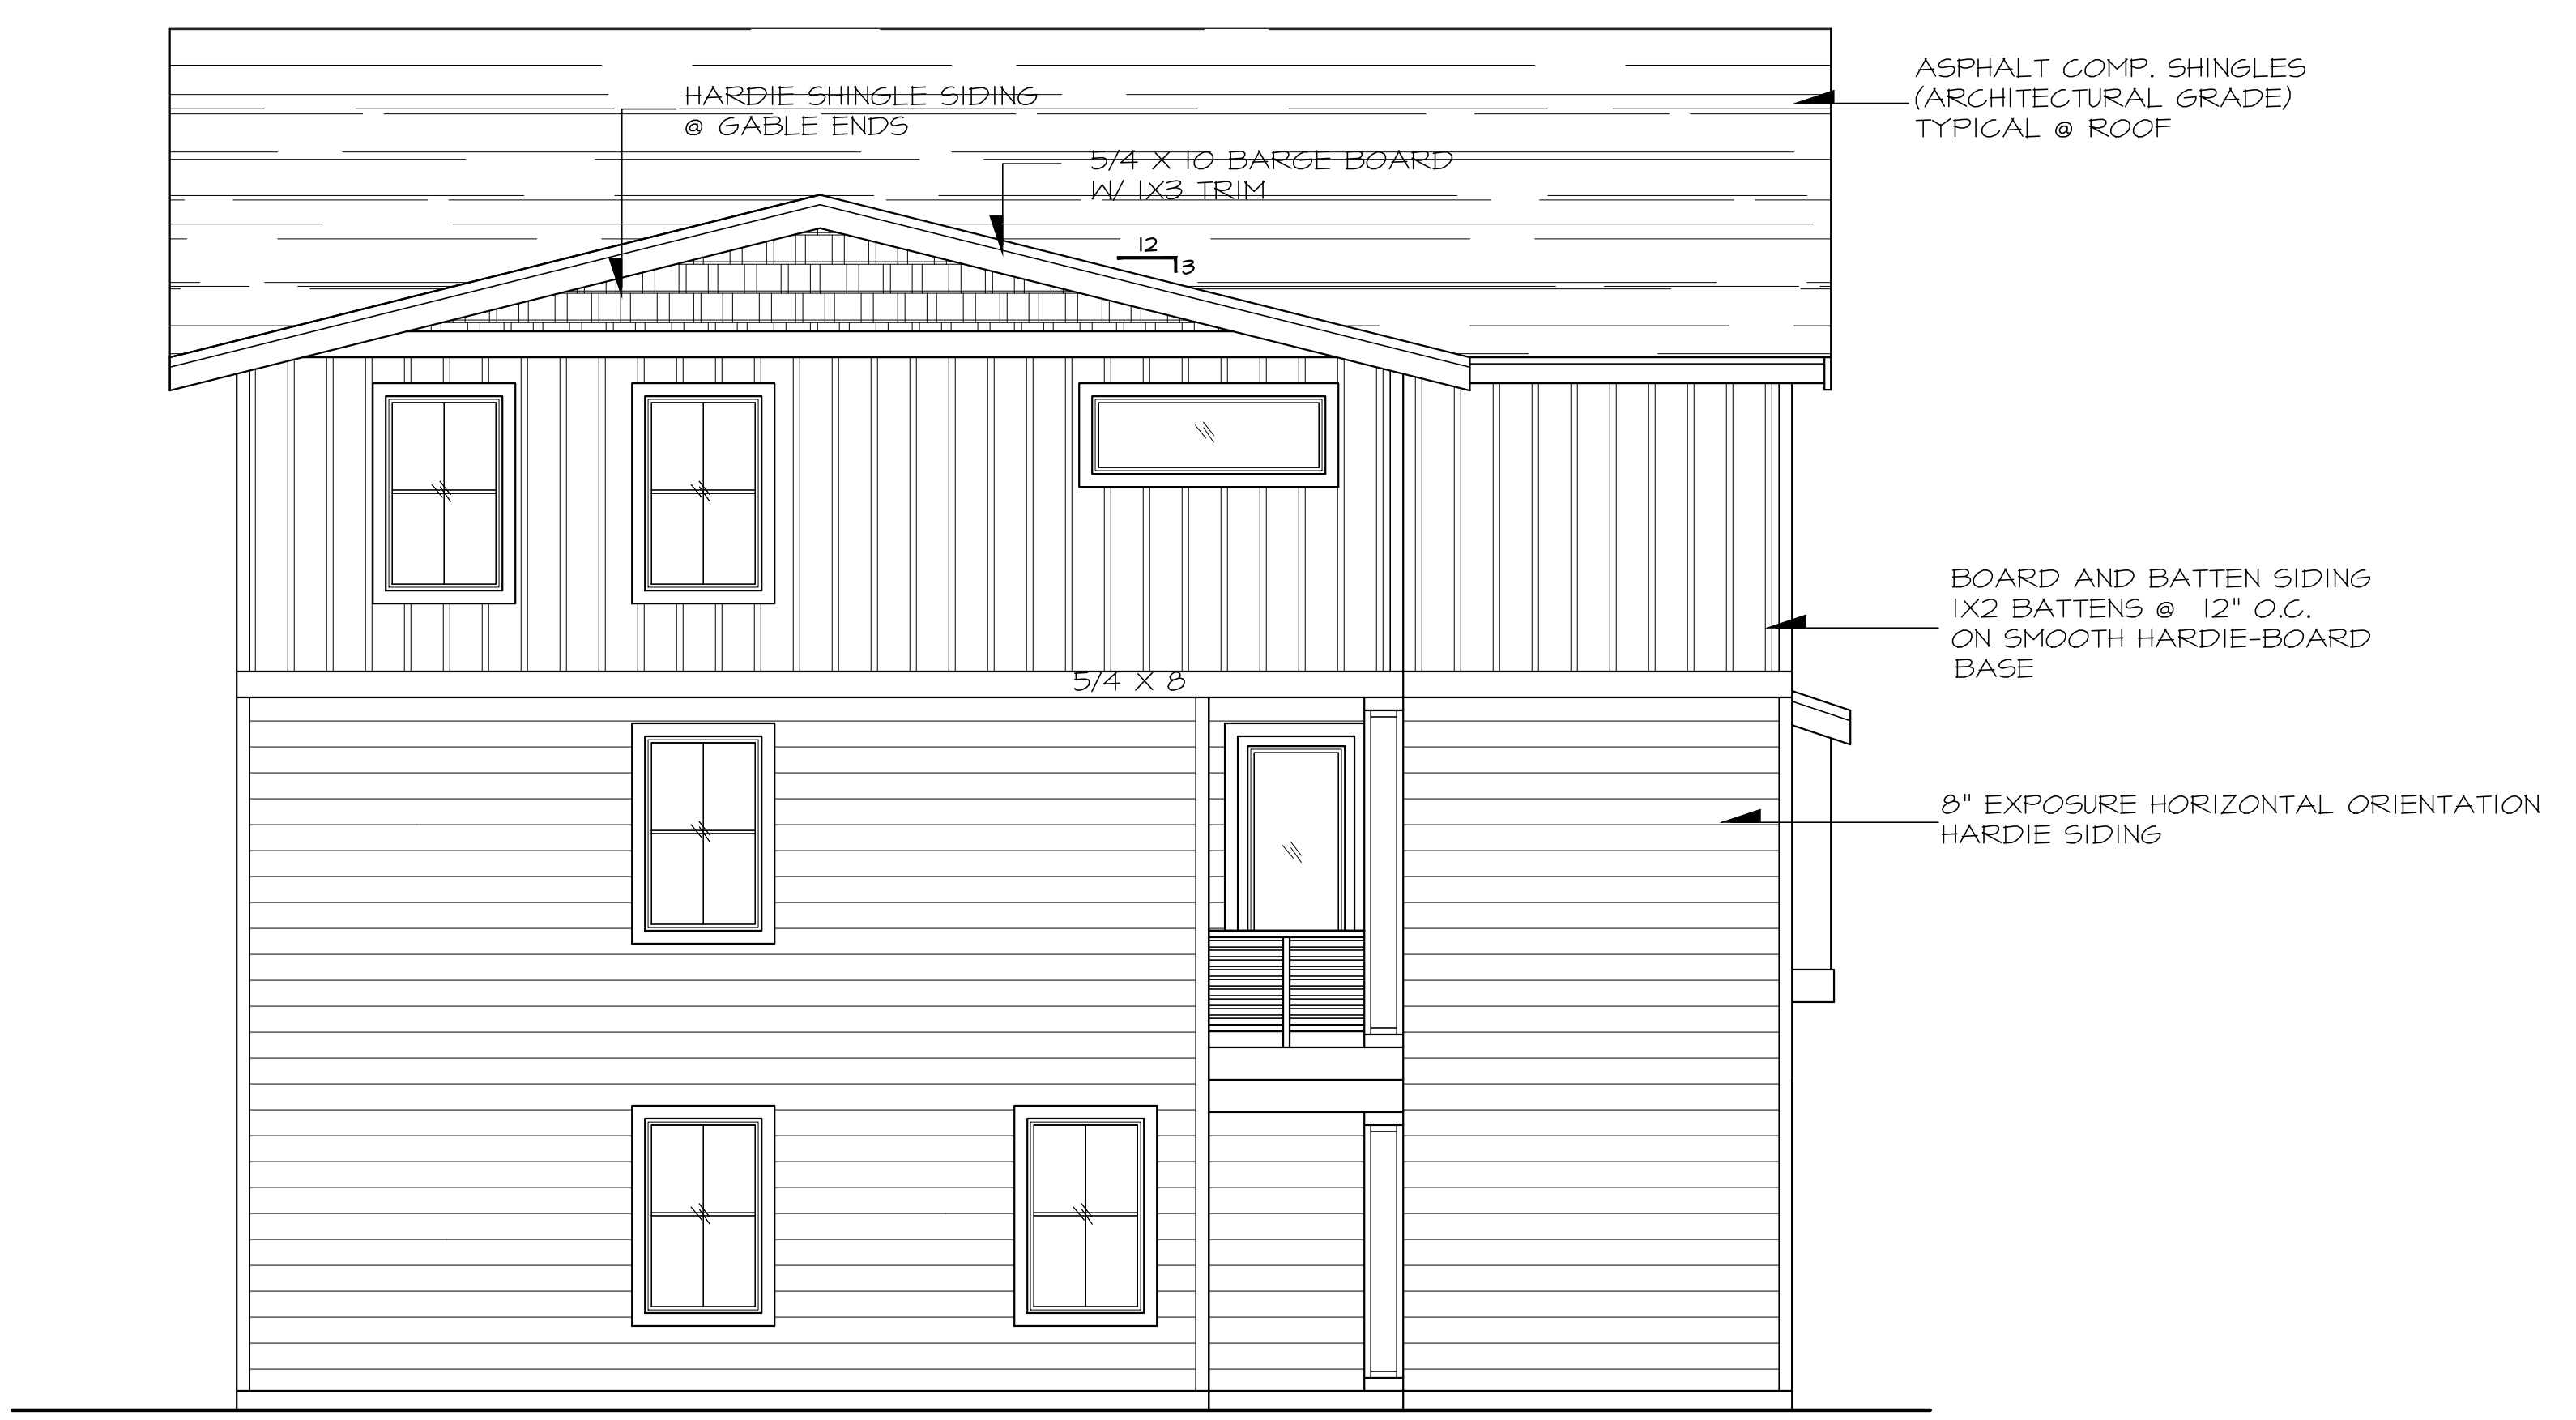 ASPHALT COMP. SHINGLES
(ARCHITECTURAL GRADE)
TYPICAL @ ROOF
HARDIE SHINGLE SIDING
@ GABLE ENDS
5/4 X 10 BARGE BOARD
W/ 1X3 TRIM
12
3
BOARD AND BATTEN SIDING
1X2 BATTENS @ 12" O.C.
ON SMOOTH HARDIE-BOARD
BASE
5/4 X 8
8" EXPOSURE HORIZONTAL ORIENTATION
HARDIE SIDING